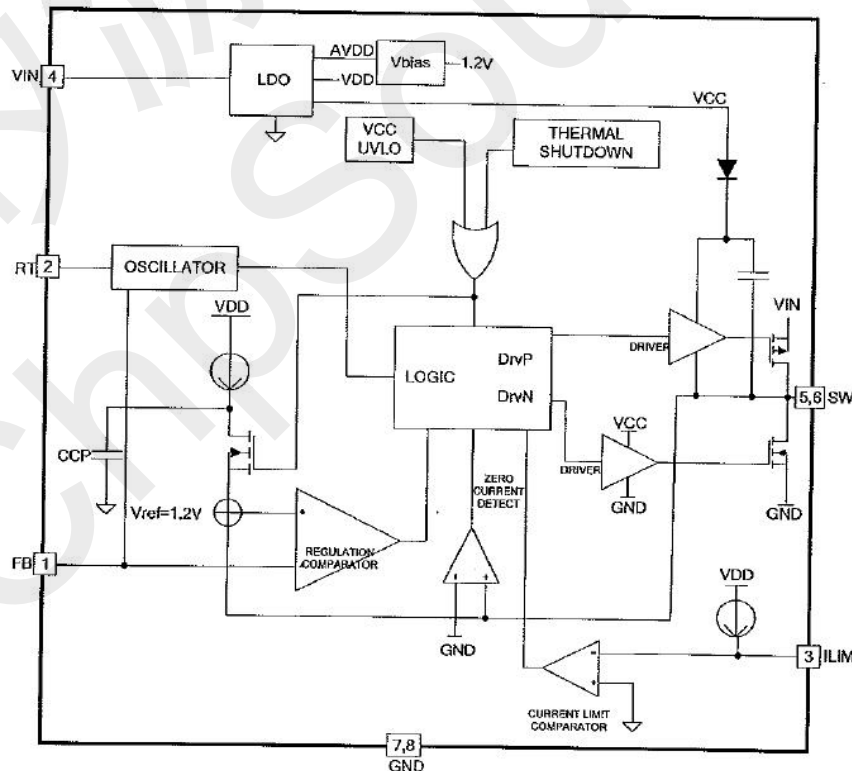 VIN 4
LDO
AVDD
VDD
Vbias
1.2V
VCC
VCC
UVLO
THERMAL
SHUTDOWN
RT 2
OSCILLATOR
VDD
VIN
LOGIC
DrvP
DrvN
DRIVER
5,6 SW
CCP
VCC
DRIVER
GND
GND
ZERO
CURRENT
DETECT
Vref=1.2V
REGULATION
COMPARATOR
FB 1
GND
VDD
3 ILIM
CURRENT LIMIT
COMPARATOR
7,8
GND